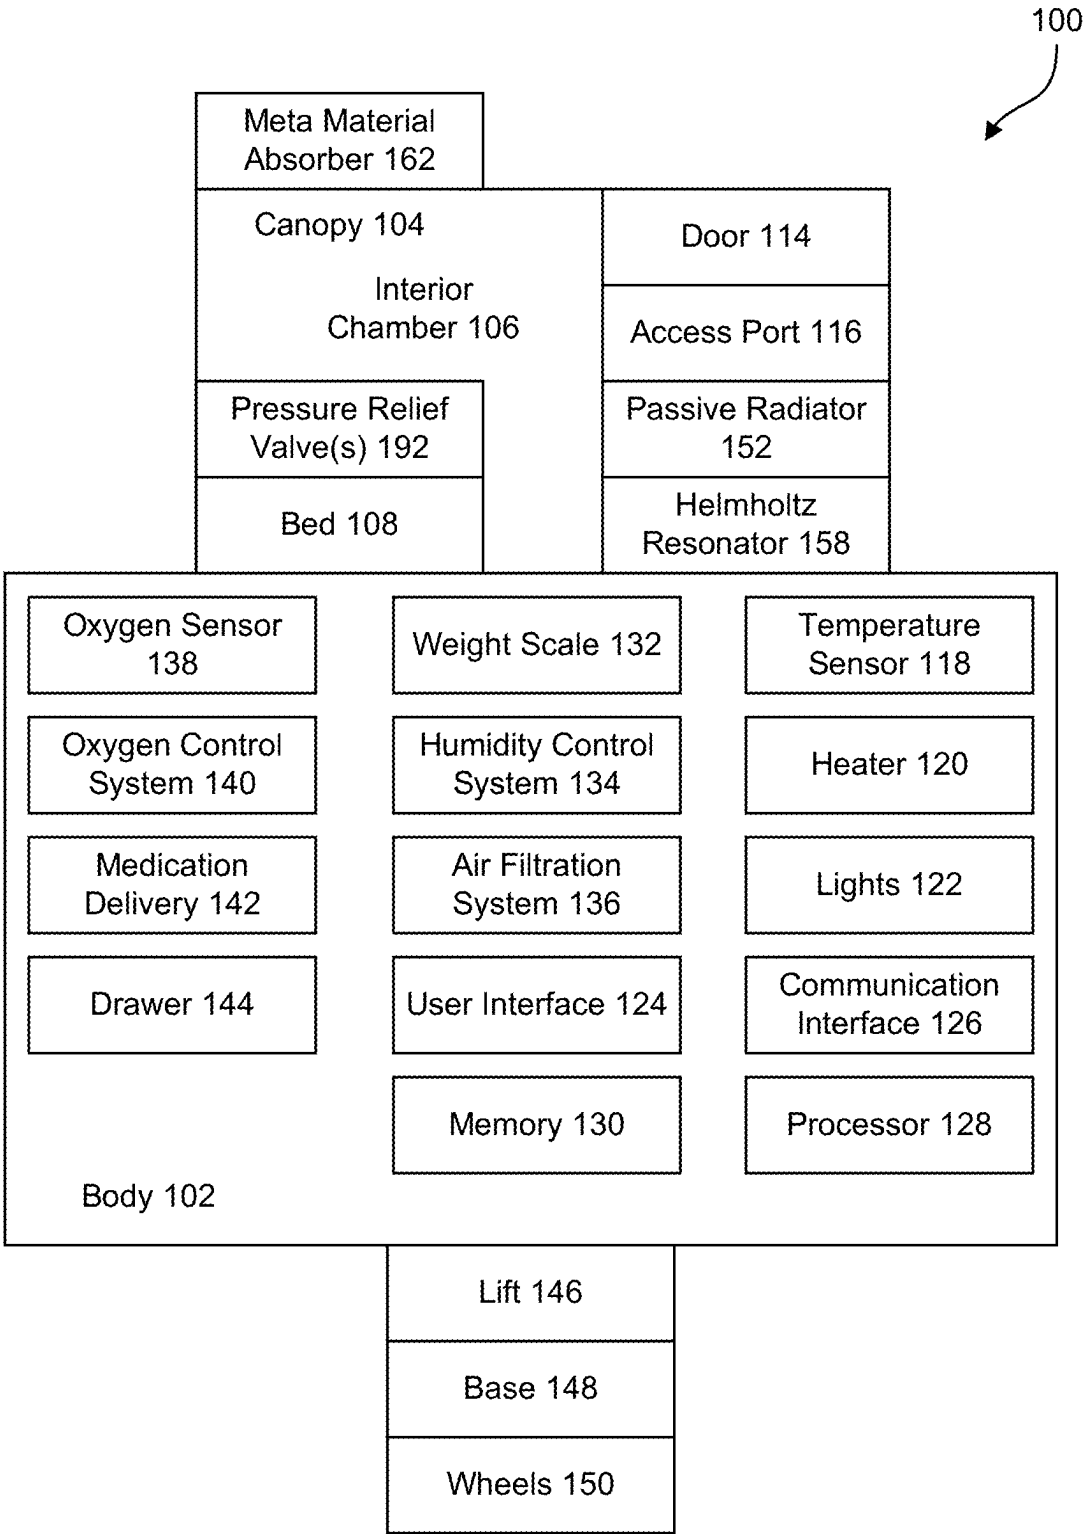 100
Meta Material
Absorber 162
Canopy 104
Interior
Chamber 106
Door 114
Access Port 116
Pressure Relief
Valve(s) 192
Passive Radiator
152
Bed 108
Helmholtz
Resonator 158
Oxygen Sensor
138
Weight Scale 132
Temperature
Sensor 118
Oxygen Control
System 140
Humidity Control
System 134
Heater 120
Medication
Delivery 142
Air Filtration
System 136
Lights 122
Drawer 144
User Interface 124
Communication
Interface 126
Memory 130
Processor 128
Body 102
Lift 146
Base 148
Wheels 150